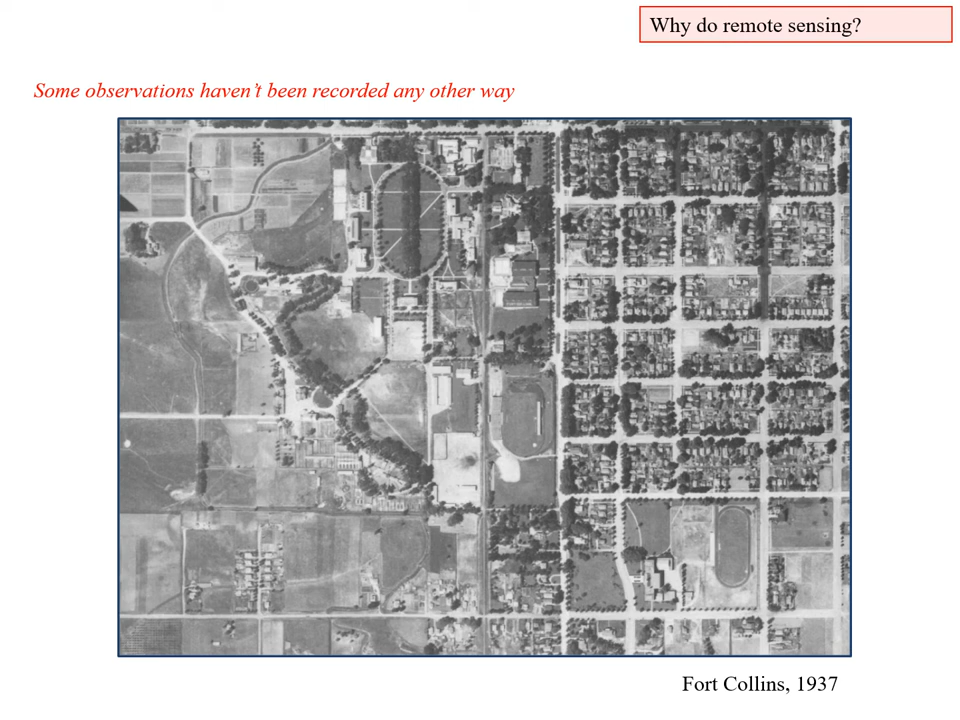 Why do remote sensing?
Some observations haven’t been recorded any other way
Fort Collins, 1937